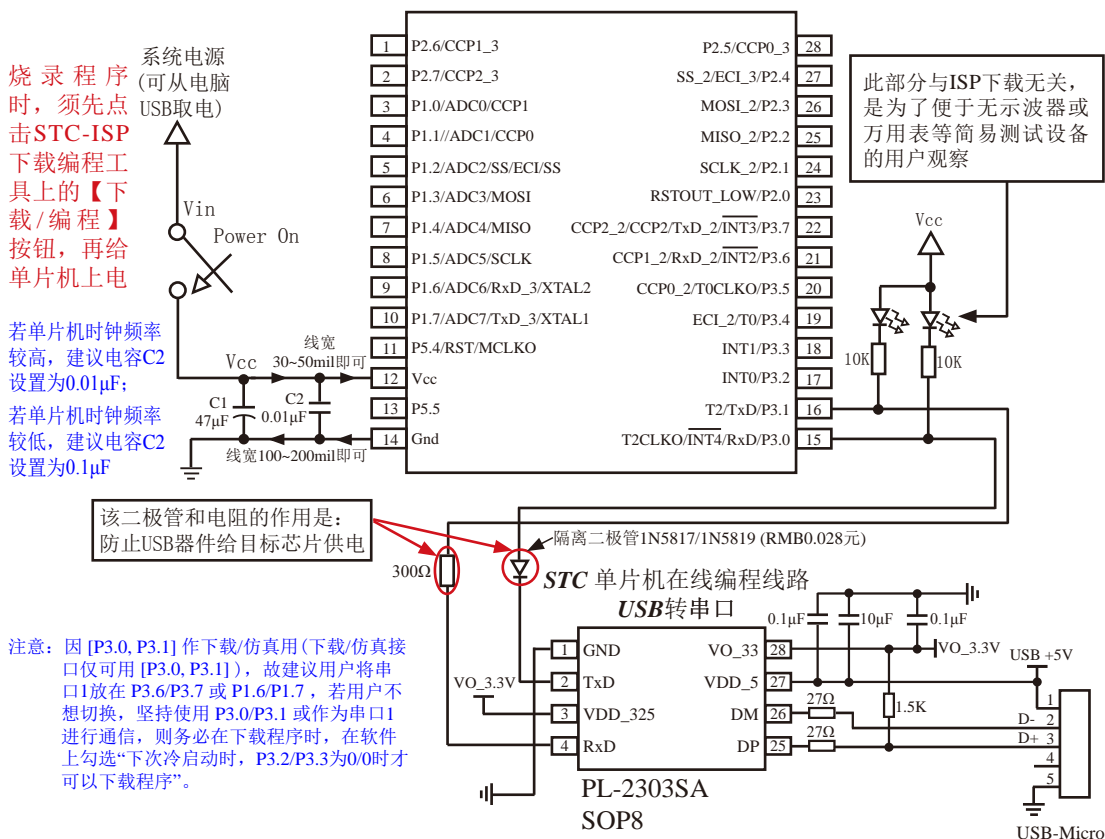 烧录程序
时，须先点
击STC-ISP
下载编程工
具上的【下
载/编程】
按钮，再给
单片机上电
系统电源
(可从电脑
USB取电)
Vin
Power On
若单片机时钟频率
较高，建议电容C2
设置为0.01μF；
若单片机时钟频率
较低，建议电容C2
设置为0.1μF
Vcc
线宽
30~50mil即可
C1
47μF
C2
0.01μF
线宽100~200mil即可
1 P2.6/CCP1_3
2 P2.7/CCP2_3
3 P1.0/ADC0/CCP1
4 P1.1//ADC1/CCP0
5 P1.2/ADC2/SS/ECI/SS
6 P1.3/ADC3/MOSI
7 P1.4/ADC4/MISO
8 P1.5/ADC5/SCLK
9 P1.6/ADC6/RxD_3/XTAL2
10 P1.7/ADC7/TxD_3/XTAL1
11 P5.4/RST/MCLKO
12 Vcc
13 P5.5
14 Gnd
P2.5/CCP0_3 28
SS_2/ECI_3/P2.4 27
MOSI_2/P2.3 26
MISO_2/P2.2 25
SCLK_2/P2.1 24
RSTOUT_LOW/P2.0 23
CCP2_2/CCP2/TxD_2/INT3/P3.7 22
CCP1_2/RxD_2/INT2/P3.6 21
CCP0_2/T0CLKO/P3.5 20
ECI_2/T0/P3.4 19
INT1/P3.3 18
INT0/P3.2 17
T2/TxD/P3.1 16
T2CLKO/INT4/RxD/P3.0 15
此部分与ISP下载无关，
是为了便于无示波器或
万用表等简易测试设备
的用户观察
Vcc
10K
10K
该二极管和电阻的作用是：
防止USB器件给目标芯片供电
300Ω
隔离二极管1N5817/1N5819 (RMB0.028元)
STC 单片机在线编程线路
USB转串口
注意：因 [P3.0, P3.1] 作下载/仿真用(下载/仿真接
口仅可用 [P3.0, P3.1] )，故建议用户将串
口1放在 P3.6/P3.7 或 P1.6/P1.7 ，若用户不
想切换，坚持使用 P3.0/P3.1 或作为串口1
进行通信，则务必在下载程序时，在软件
上勾选“下次冷启动时，P3.2/P3.3为0/0时才
可以下载程序”。
VO_3.3V
1 GND
2 TxD
3 VDD_325
4 RxD
VO_33 28
VDD_5 27
DM 26
DP 25
PL-2303SA
SOP8
0.1μF
10μF
0.1μF
VO_3.3V
27Ω
27Ω
1.5K
USB +5V
D-
D+
1
2
3
4
5
USB-Micro